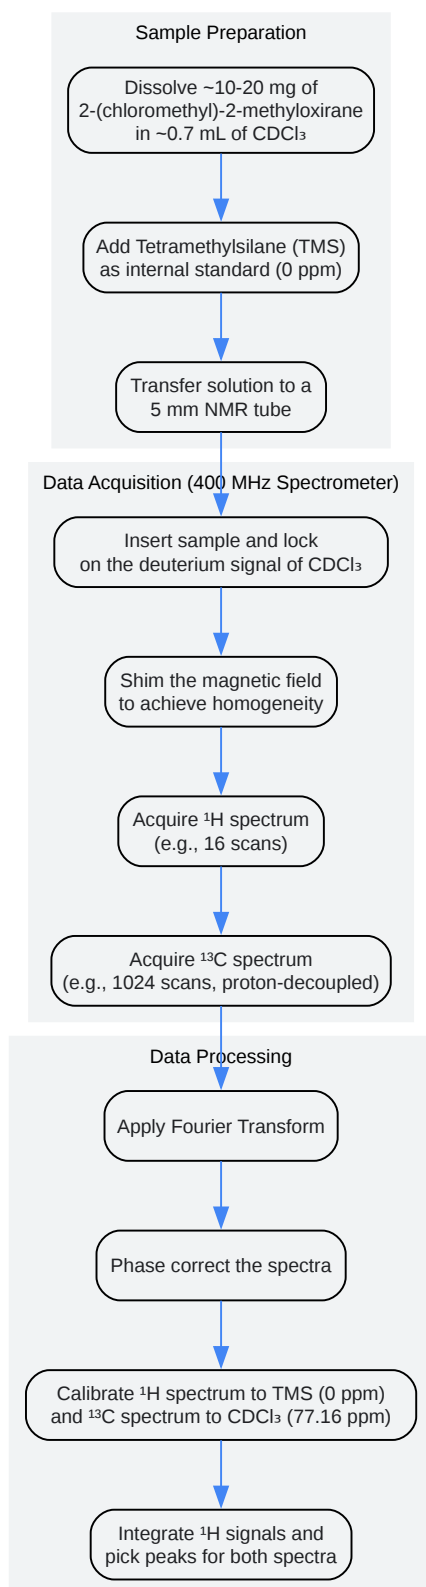 Sample Preparation
Dissolve ~10-20 mg of
2-(chloromethyl)-2-methyloxirane
in ~0.7 mL of CDCl₃
Add Tetramethylsilane (TMS)
as internal standard (0 ppm)
Transfer solution to a
5 mm NMR tube
Data Acquisition (400 MHz Spectrometer)
Insert sample and lock
on the deuterium signal of CDCl₃
Shim the magnetic field
to achieve homogeneity
Acquire ¹H spectrum
(e.g., 16 scans)
Acquire ¹³C spectrum
(e.g., 1024 scans, proton-decoupled)
Data Processing
Apply Fourier Transform
Phase correct the spectra
Calibrate ¹H spectrum to TMS (0 ppm)
and ¹³C spectrum to CDCl₃ (77.16 ppm)
Integrate ¹H signals and
pick peaks for both spectra